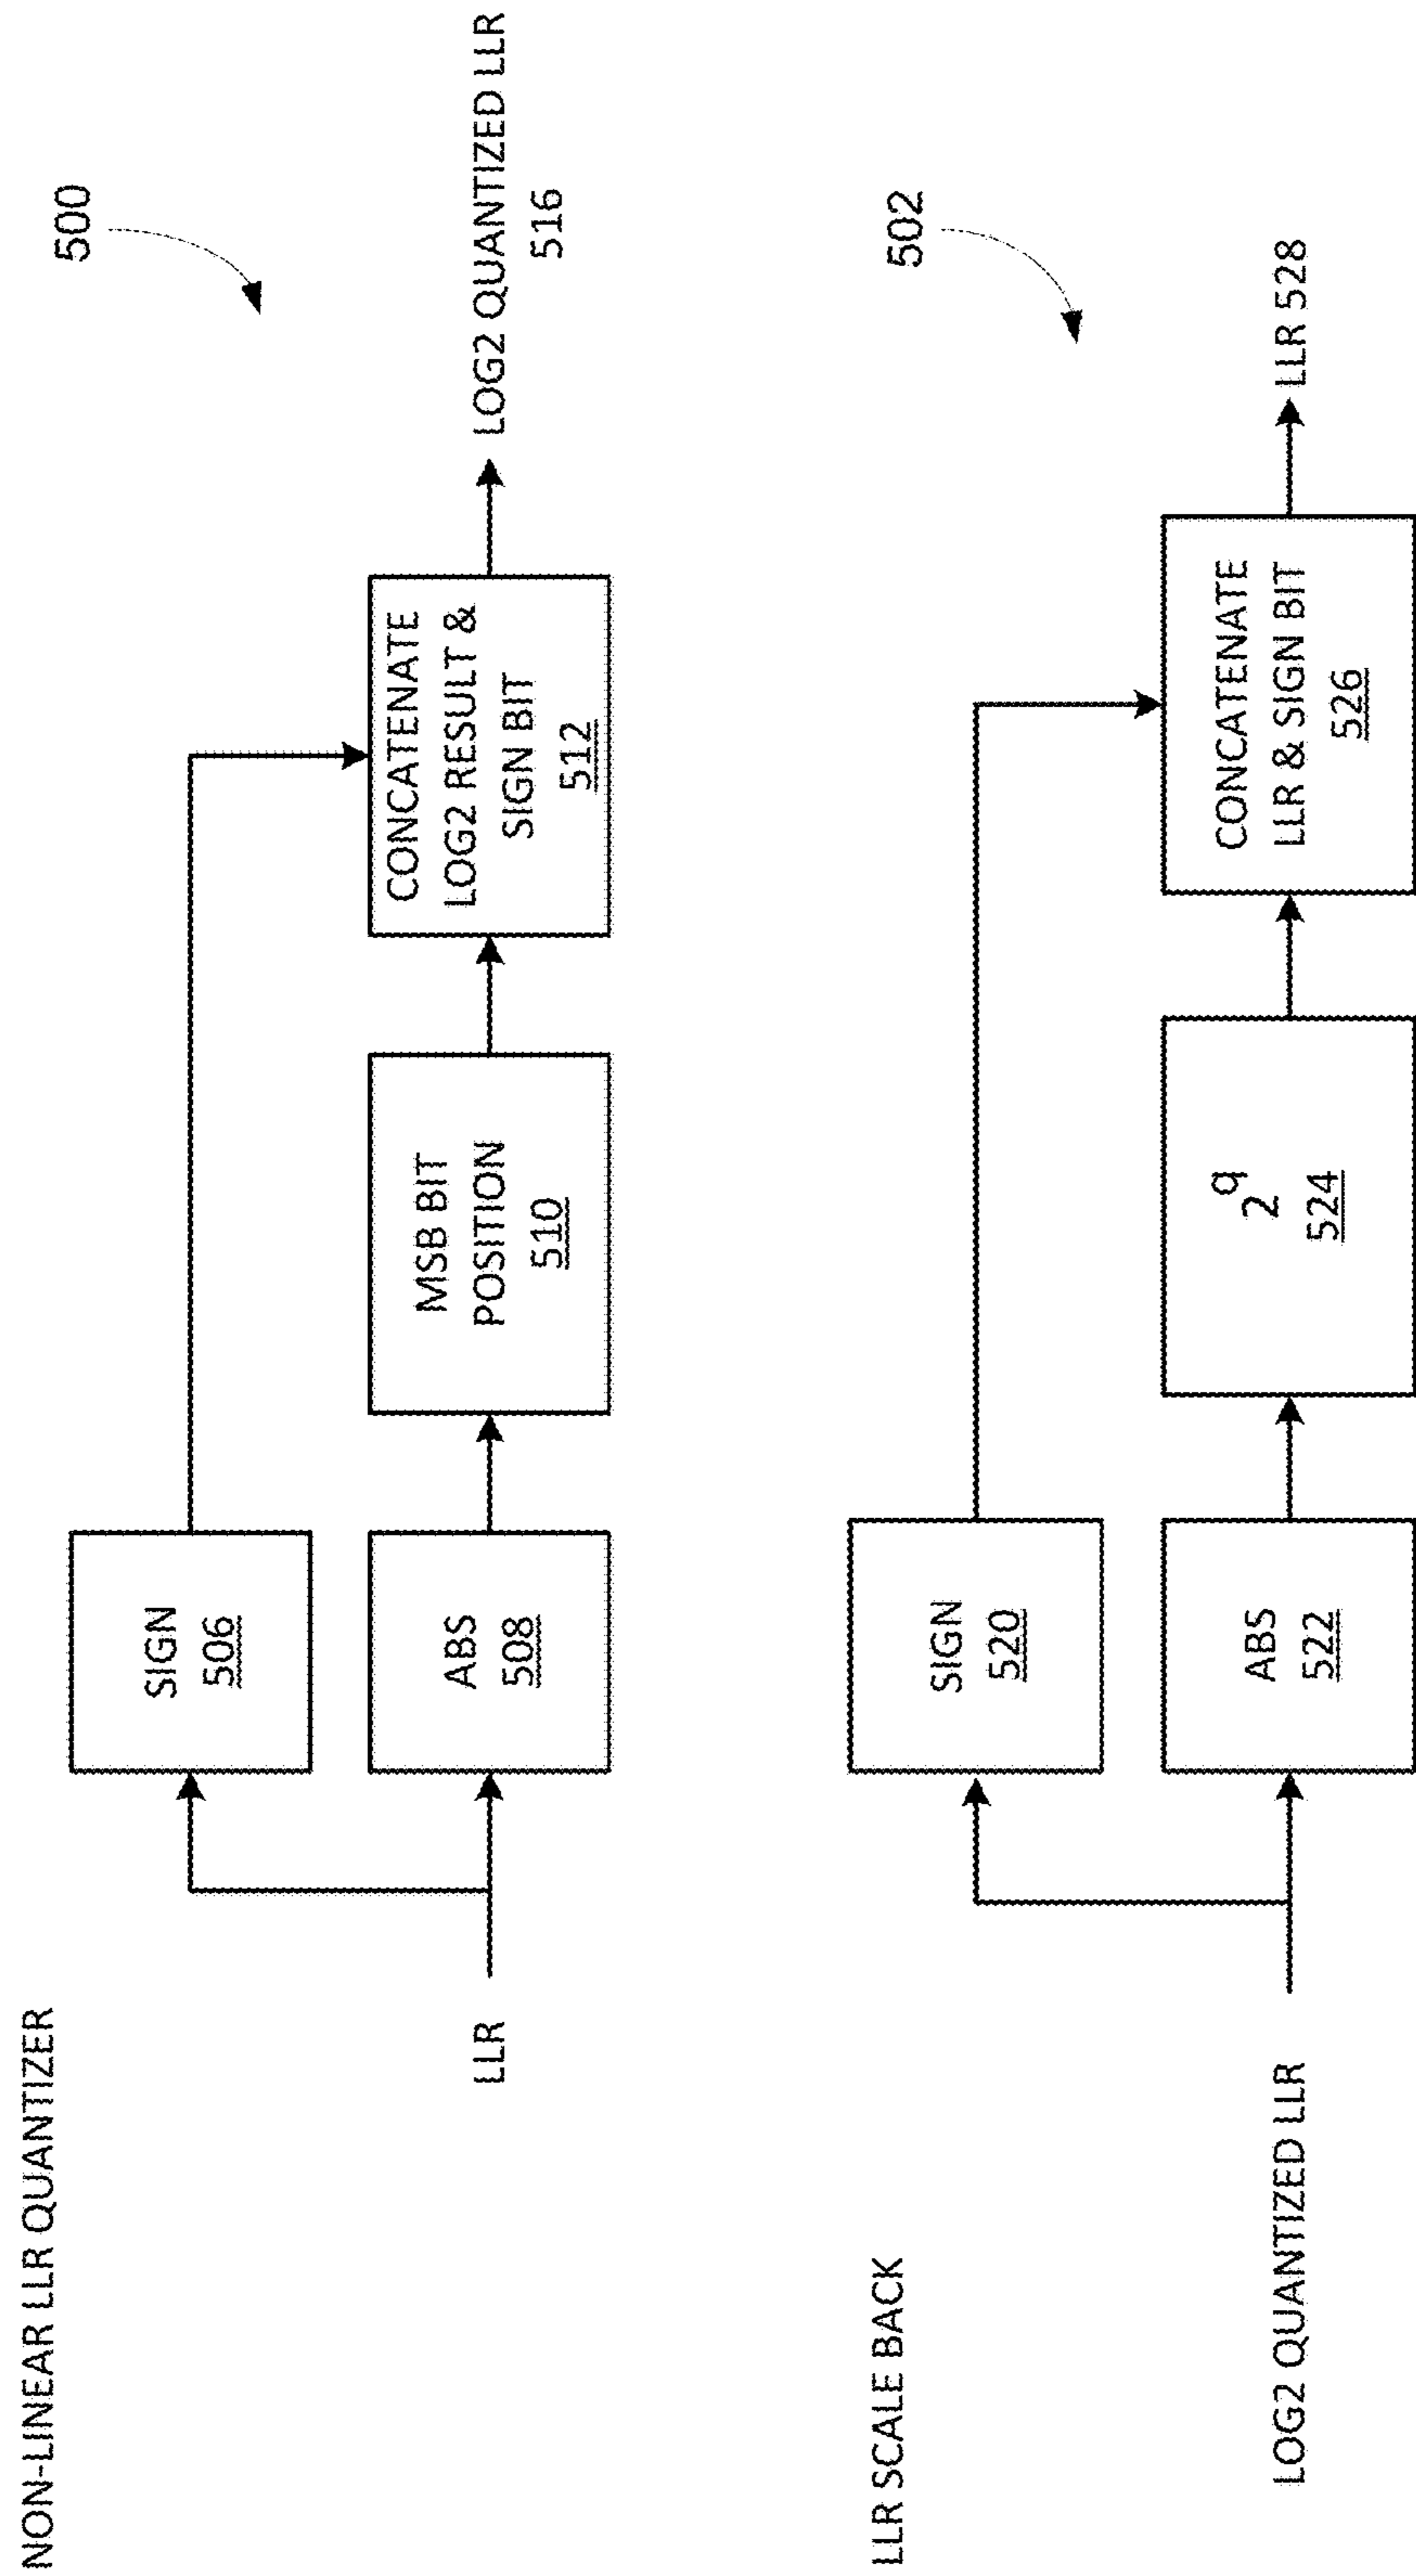 NON-LINEAR LLR QUANTIZER
500
SIGN
506
LLR
ABS
508
MSB BIT
POSITION
510
CONCATENATE
LOG2 RESULT &
SIGN BIT
512
LOG2 QUANTIZED LLR
516
LLR SCALE BACK
502
SIGN
520
LOG2 QUANTIZED LLR
ABS
522
2^q
524
CONCATENATE
LLR & SIGN BIT
526
LLR 528